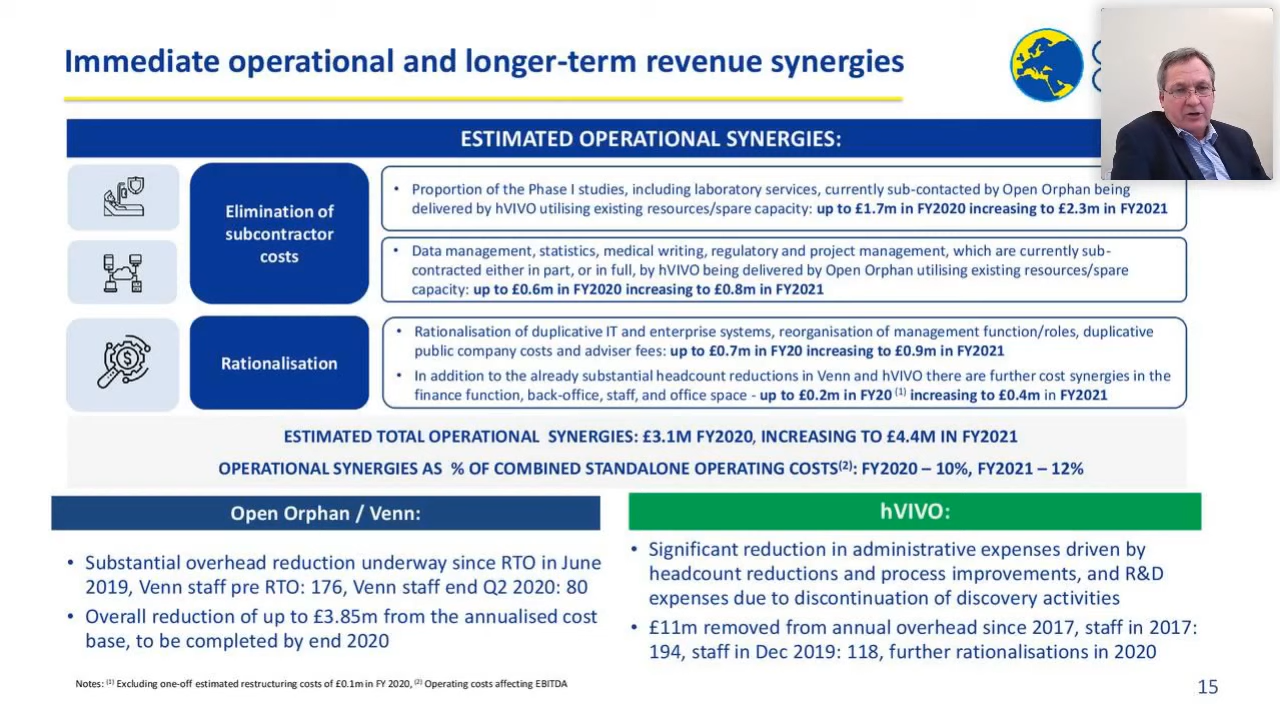 Immediate operational and longer-term revenue synergies
ESTIMATED OPERATIONAL SYNERGIES:
Elimination of
subcontractor
costs
• Proportion of the Phase I studies, including laboratory services, currently sub-contacted by Open Orphan being
delivered by hVIVO utilising existing resources/spare capacity: up to £1.7m in FY2020 increasing to £2.3m in FY2021
• Data management, statistics, medical writing, regulatory and project management, which are currently sub-
contracted either in part, or in full, by hVIVO being delivered by Open Orphan utilising existing resources/spare
capacity: up to £0.6m in FY2020 increasing to £0.8m in FY2021
Rationalisation
• Rationalisation of duplicative IT and enterprise systems, reorganisation of management function/roles, duplicative
public company costs and adviser fees: up to £0.7m in FY20 increasing to £0.9m in FY2021
• In addition to the already substantial headcount reductions in Venn and hVIVO there are further cost synergies in the
finance function, back-office, staff, and office space - up to £0.2m in FY20 (1) increasing to £0.4m in FY2021
ESTIMATED TOTAL OPERATIONAL SYNERGIES: £3.1M FY2020, INCREASING TO £4.4M IN FY2021
OPERATIONAL SYNERGIES AS % OF COMBINED STANDALONE OPERATING COSTS(2): FY2020 – 10%, FY2021 – 12%
Open Orphan / Venn:
• Substantial overhead reduction underway since RTO in June
2019, Venn staff pre RTO: 176, Venn staff end Q2 2020: 80
• Overall reduction of up to £3.85m from the annualised cost
base, to be completed by end 2020
hVIVO:
• Significant reduction in administrative expenses driven by
headcount reductions and process improvements, and R&D
expenses due to discontinuation of discovery activities
• £11m removed from annual overhead since 2017, staff in 2017:
194, staff in Dec 2019: 118, further rationalisations in 2020
Notes: (1) Excluding one-off estimated restructuring costs of £0.1m in FY 2020, (2) Operating costs affecting EBITDA
15